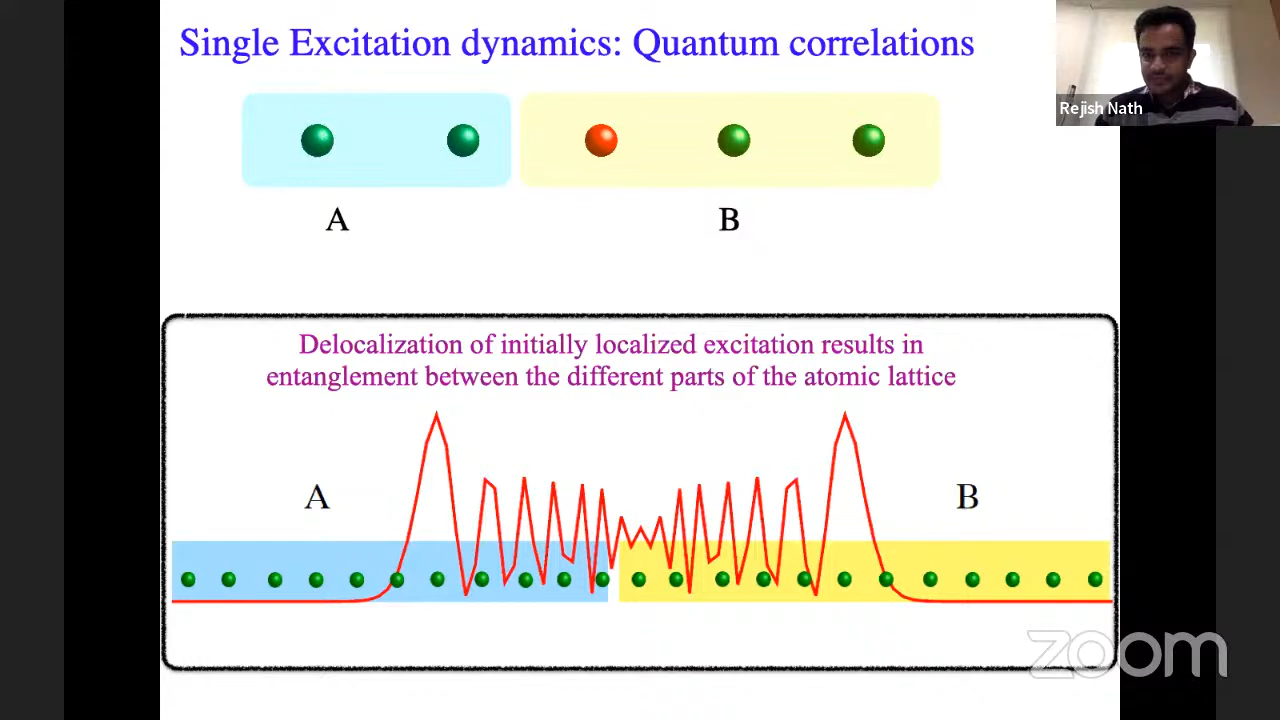 Single Excitation dynamics: Quantum correlations
Rejish Nath
A
B
Delocalization of initially localized excitation results in
entanglement between the different parts of the atomic lattice
A
B
zoom